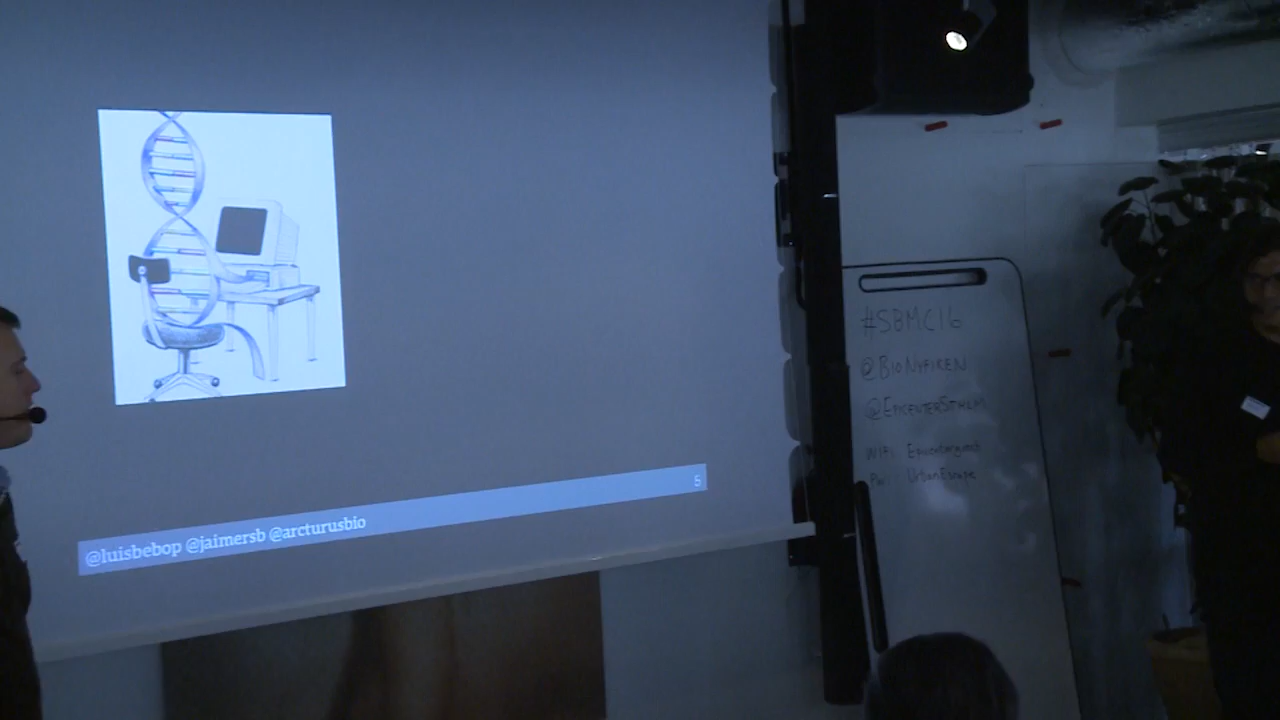 @luisbebop @jaimersb @arcturusbio
5
#SBMC16
@BIONYFIKEN
@EPICENTERSTHLM
WIFI: Epicenterguest
PW: UrbanEscape